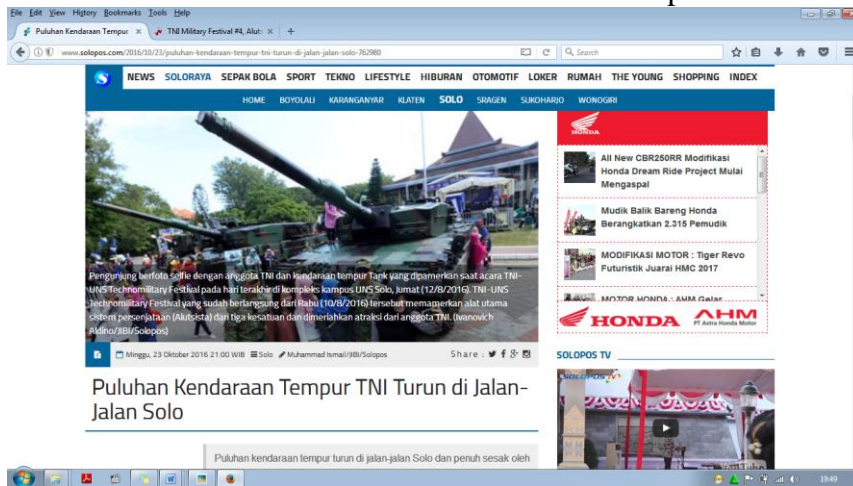 File Edit View History Bookmarks Tools Help
Puluhan Kendaraan Tempur × TNI Military Festival #4, Aluts × +
www.solopos.com/2016/10/23/puluhan-kendaraan-tempur-tni-turun-di-jalan-jalan-solo-762980 Search
NEWS SOLORAYA SEPAK BOLA SPORT TEKNO LIFESTYLE HIBURAN OTOMOTIF LOKER RUMAH THE YOUNG SHOPPING INDEX
HOME BOYOLALI KARANGANYAR KLATEN SOLO SRAGEN SUKOHARJO WONOGIRI
Pengunjung berfoto selfie dengan anggota TNI dan kendaraan tempur Tank yang dipamerkan saat acara TNI-
UNS Technomilitary Festival pada hari terakhir di kompleks kampus UNS Solo, Jumat (12/8/2016). TNI-UNS
Technomilitary Festival yang sudah berlangsung dari Rabu (10/8/2016) tersebut memamerkan alat utama
sistem persenjataan (Alutsista) dari tiga kesatuan dan dimeriahkan atraksi dari anggota TNI. (Ivanovich
Aldino/JIBI/Solopos)
Minggu, 23 Oktober 2016 21:00 WIB Solo Muhammad Ismail/JIBI/Solopos Share :
Puluhan Kendaraan Tempur TNI Turun di Jalan-
Jalan Solo
Puluhan kendaraan tempur turun di jalan-jalan Solo dan penuh sesak oleh
HONDA
All New CBR250RR Modifikasi
Honda Dream Ride Project Mulai
Mengaspal
Mudik Balik Bareng Honda
Berangkatkan 2.315 Pemudik
MODIFIKASI MOTOR : Tiger Revo
Futuristik Juarai HMC 2017
MOTOR HONDA : AHM Gelar
HONDA AHM
PT Astra Honda Motor
SOLOPOS TV
SOLOPOS TV
19:49